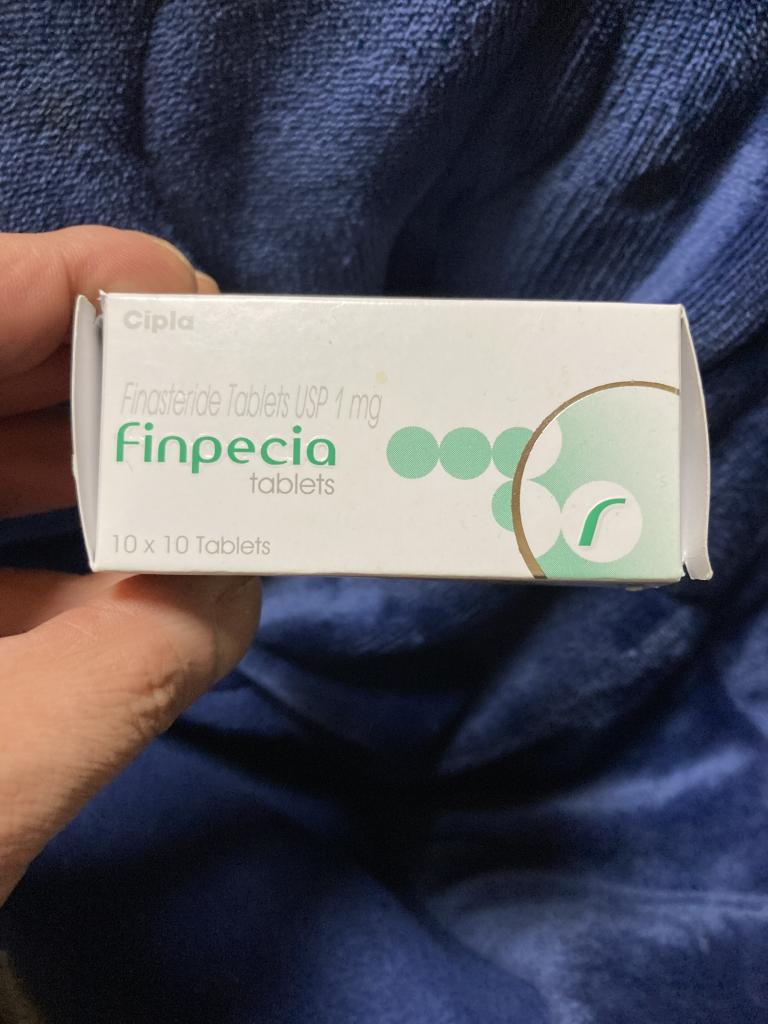 Cipla
Finasteride Tablets USP 1 mg
Finpecia
tablets
10 x 10 Tablets